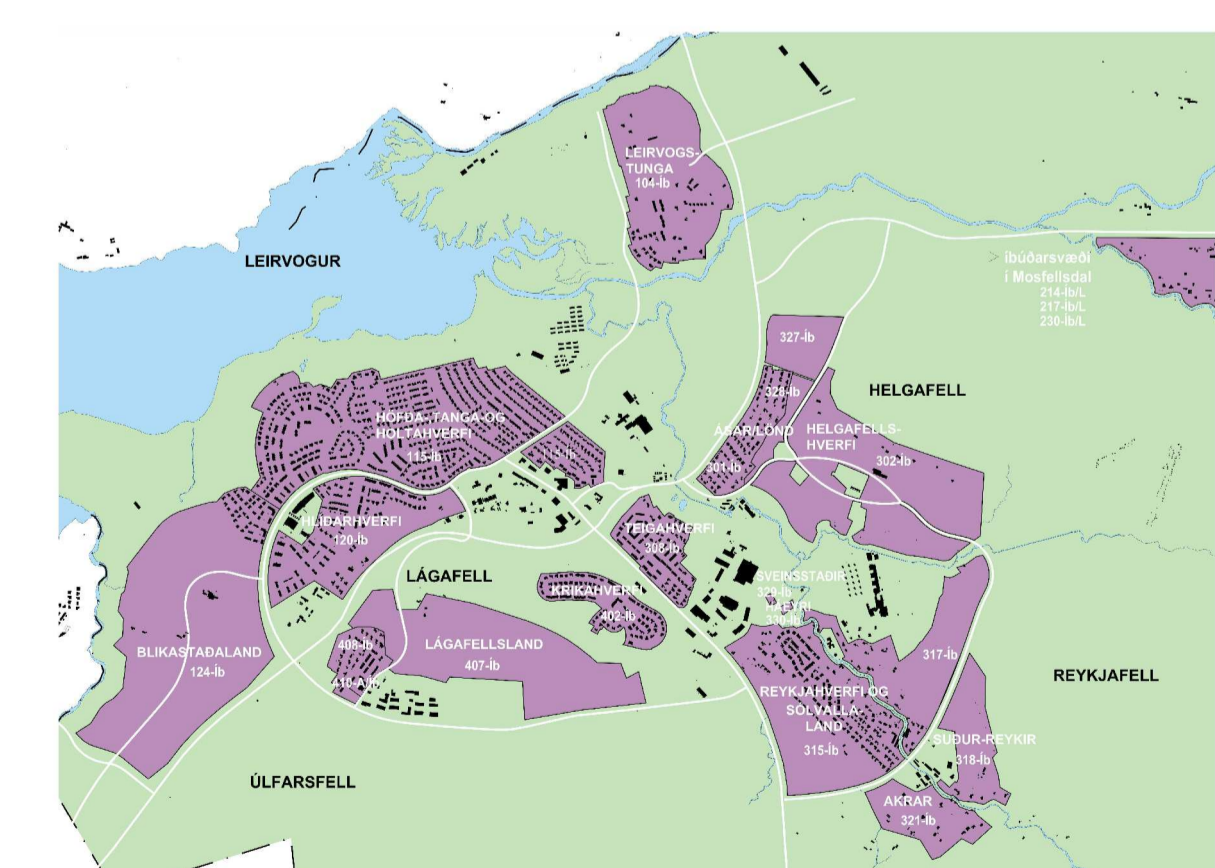 LEIRVOGS-
TUNGA
104-Íb
LEIRVOGUR
> íbúðarsvæði
í Mosfellsdal
214-Íb/L
217-Íb/L
230-Íb/L
327-Íb
HELGAFELL
326-Íb
HÖFÐA-, TANGA-OG
HOLTAHVERFI
115-Íb
ÁSAR/LÖND
301-Íb
HELGAFELLS-
HVERFI
302-Íb
HLÍÐARHVERFI
120-Íb
TEIGAHVERFI
308-Íb
LÁGAFELL
SVEINSSTAÐIR
329-Íb
HÁEYRI
330-Íb
KRIKAHVERFI
402-Íb
BLIKASTAÐALAND
124-Íb
408-Íb
410-A/Íb
LÁGAFELLSLAND
407-Íb
317-Íb
REYKJAFELL
REYKJAHVERFI OG
SÓLVALLA-
LAND
315-Íb
SUÐUR-REYKIR
318-Íb
ÚLFARSFELL
AKRAR
321-Íb